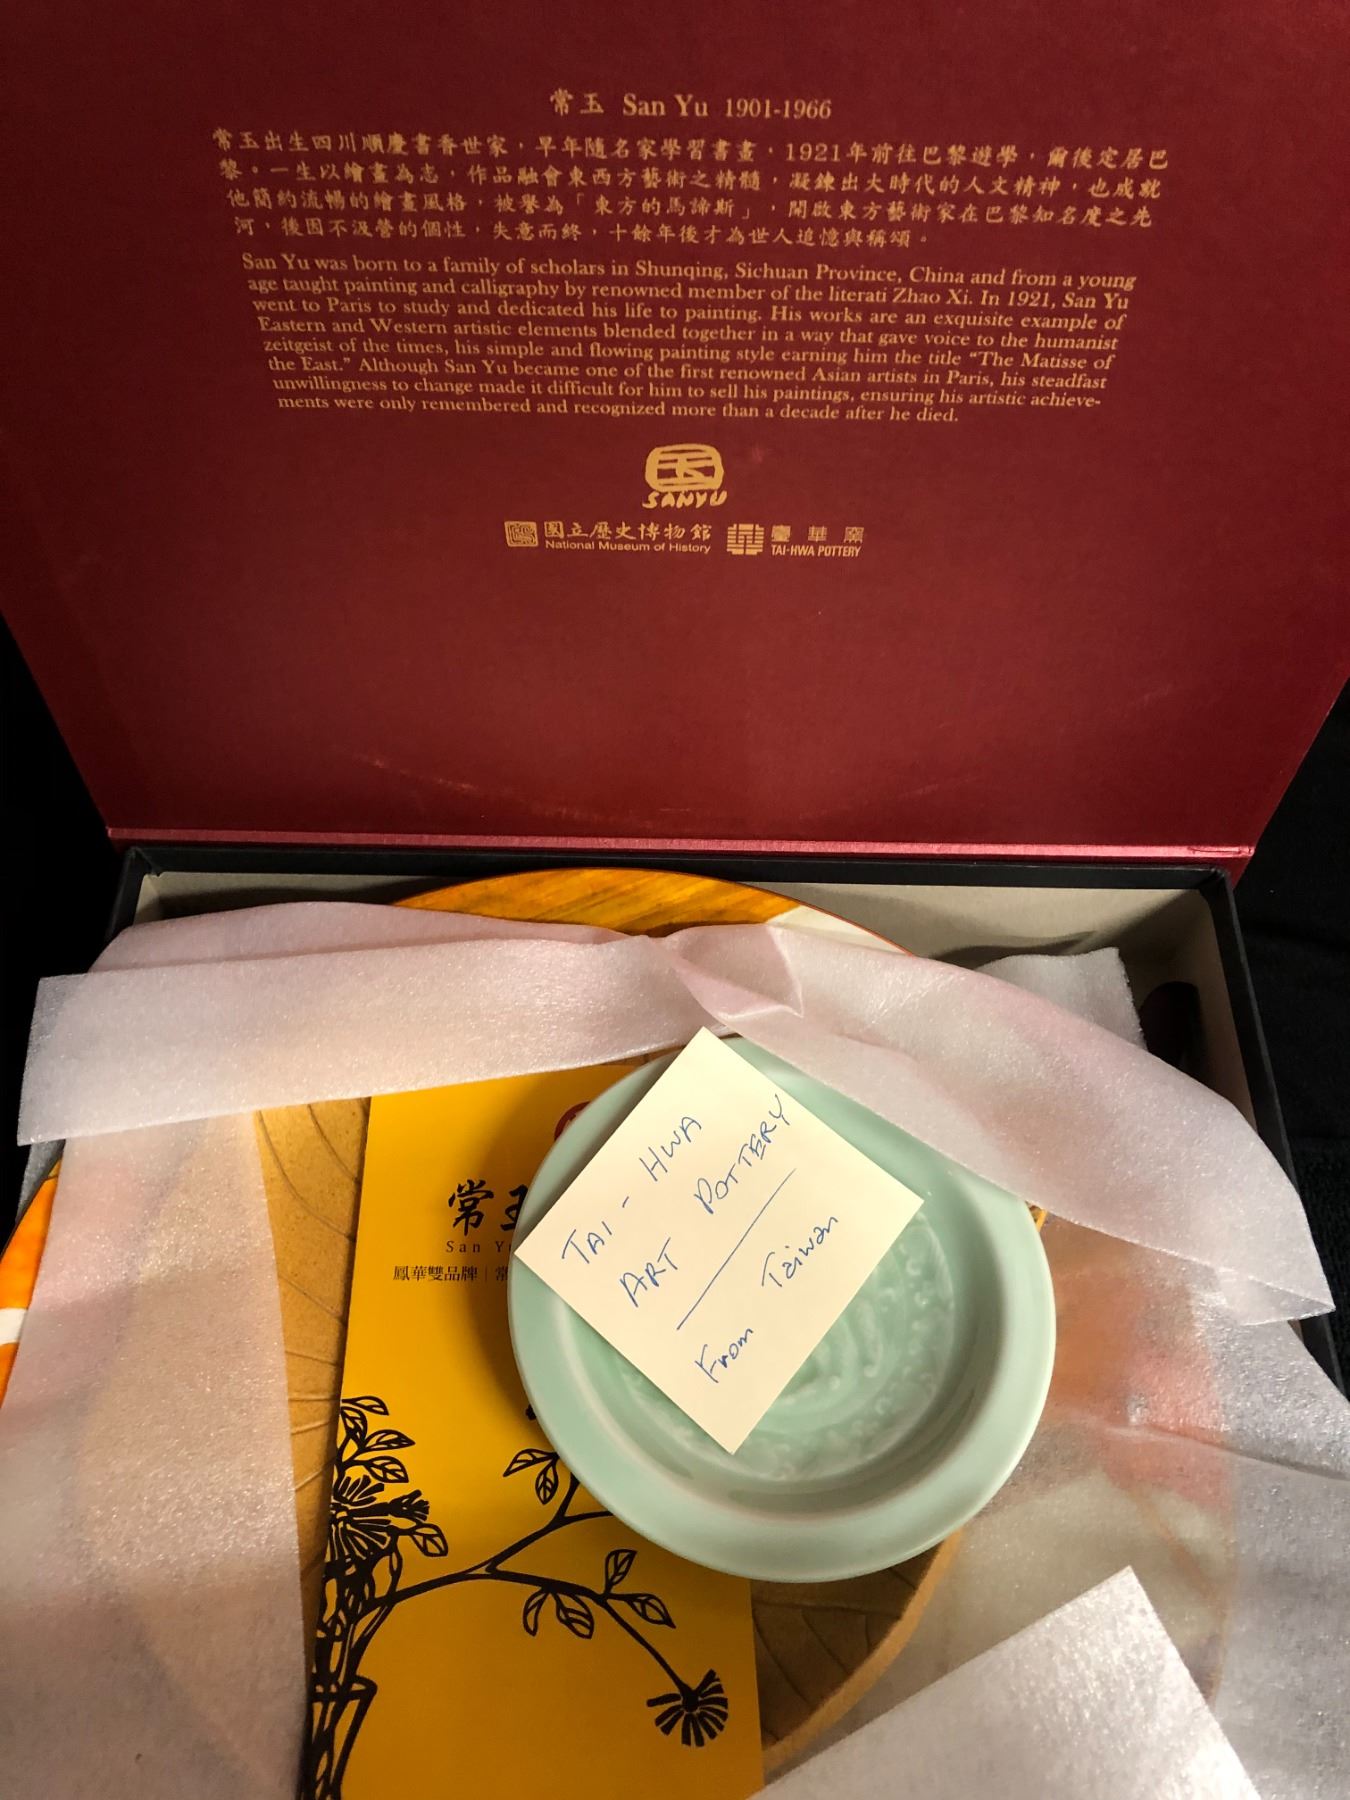 常玉 San Yu 1901-1966
常玉出生四川順慶書香世家，早年隨名家學習書畫，1921年前往巴黎遊學，爾後定居巴
黎。一生以繪畫為志，作品融會東西方藝術之精髓，凝鍊出大時代的人文精神，也成就
他簡約流暢的繪畫風格，被譽為「東方的馬諦斯」，開啟東方藝術家在巴黎知名度之先
河，後因不汲營的個性，失意而終，十餘年後才為世人追憶與稱頌。
San Yu was born to a family of scholars in Shunqing, Sichuan Province, China and from a young
age taught painting and calligraphy by renowned member of the literati Zhao Xi. In 1921, San Yu
went to Paris to study and dedicated his life to painting. His works are an exquisite example of
Eastern and Western artistic elements blended together in a way that gave voice to the humanist
zeitgeist of the times, his simple and flowing painting style earning him the title “The Matisse of
the East.” Although San Yu became one of the first renowned Asian artists in Paris, his steadfast
unwillingness to change made it difficult for him to sell his paintings, ensuring his artistic achieve-
ments were only remembered and recognized more than a decade after he died.
SANYU
國立歷史博物館
National Museum of History
臺華窯
TAI-HWA POTTERY
TAI-HWA
ART POTTERY
From Taiwan
常玉
San Y
鳳華雙品牌｜常